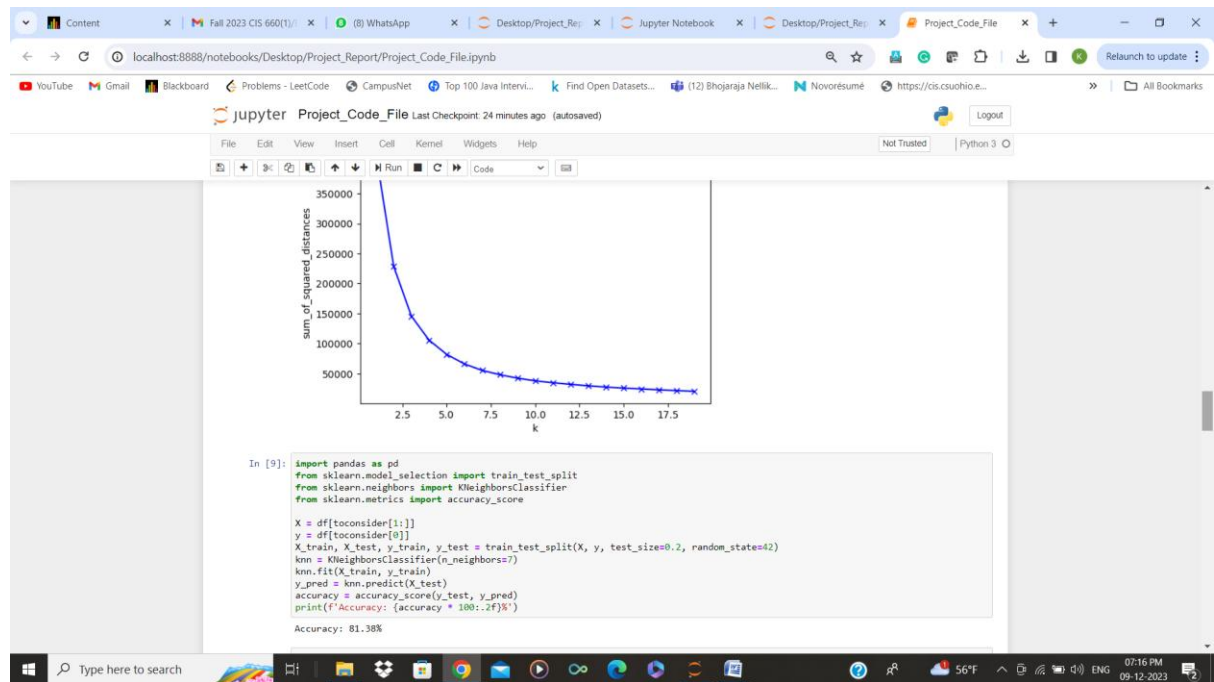 Content
Fall 2023 CIS 660(1)/
(8) WhatsApp
Desktop/Project_Rep
Jupyter Notebook
Desktop/Project_Rep
Project_Code_File
localhost:8888/notebooks/Desktop/Project_Report/Project_Code_File.ipynb
Relaunch to update
YouTube
Gmail
Blackboard
Problems - LeetCode
CampusNet
Top 100 Java Intervi...
Find Open Datasets...
(12) Bhojaraja Nellik...
Novorésumé
https://cis.csuohio.e...
»
All Bookmarks
jupyter Project_Code_File Last Checkpoint: 24 minutes ago (autosaved)
Logout
File Edit View Insert Cell Kernel Widgets Help
Not Trusted
Python 3
Run
Code
350000
300000
250000
200000
150000
100000
50000
sum_of_squared_distances
2.5 5.0 7.5 10.0 12.5 15.0 17.5
k
In [9]:
import pandas as pd
from sklearn.model_selection import train_test_split
from sklearn.neighbors import KNeighborsClassifier
from sklearn.metrics import accuracy_score
X = df[toconsider[1:]]
y = df[toconsider[0]]
X_train, X_test, y_train, y_test = train_test_split(X, y, test_size=0.2, random_state=42)
knn = KNeighborsClassifier(n_neighbors=7)
knn.fit(X_train, y_train)
y_pred = knn.predict(X_test)
accuracy = accuracy_score(y_test, y_pred)
print(f'Accuracy: {accuracy * 100:.2f}%')
Accuracy: 81.38%
Type here to search
56°F
ENG
07:16 PM
09-12-2023